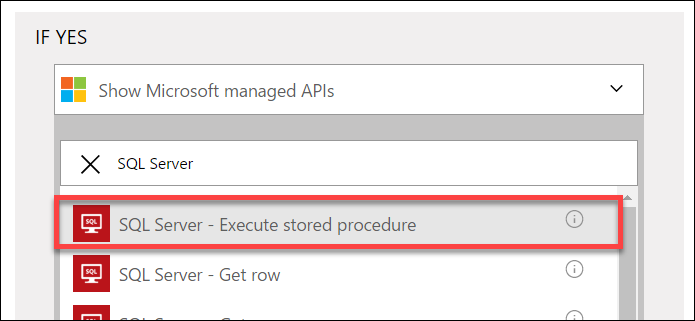 IF YES
Show Microsoft managed APIs
SQL Server
SQL SQL Server - Execute stored procedure
SQL SQL Server - Get row
SQL